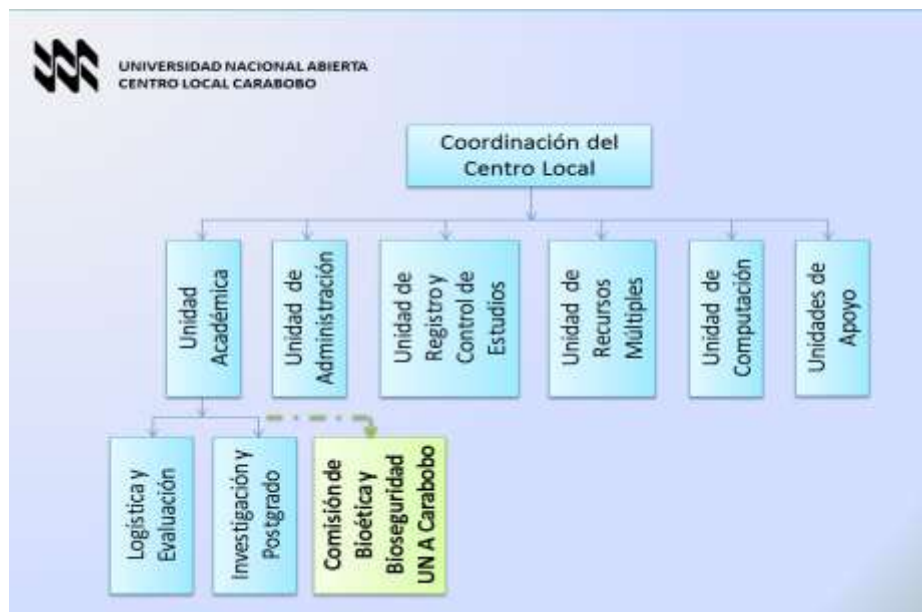 UNIVERSIDAD NACIONAL ABIERTA
CENTRO LOCAL CARABOBO
Coordinación del
Centro Local
Unidad
Académica
Unidad de
Administración
Unidad de
Registro y
Control de
Estudios
Unidad de
Recursos
Múltiples
Unidad de
Computación
Unidades de
Apoyo
Logística y
Evaluación
Investigación y
Postgrado
Comisión de
Bioética y
Bioseguridad
UN A Carabobo